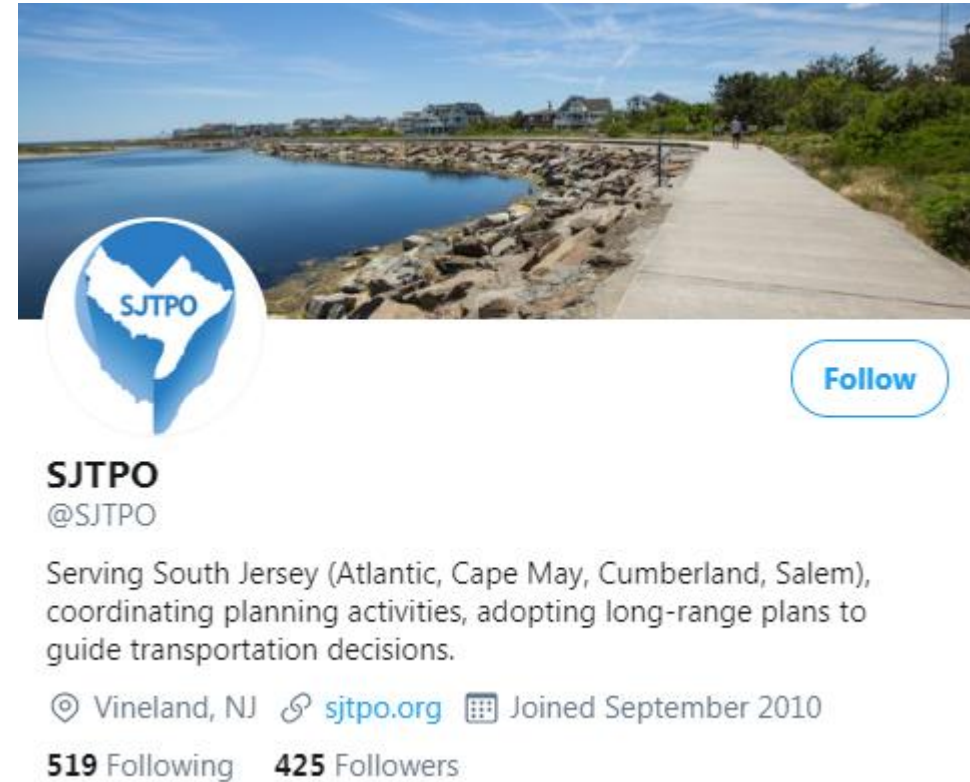 SJTPO
Follow
SJTPO
@SJTPO
Serving South Jersey (Atlantic, Cape May, Cumberland, Salem),
coordinating planning activities, adopting long-range plans to
guide transportation decisions.
Vineland, NJ sjtpo.org Joined September 2010
519 Following 425 Followers